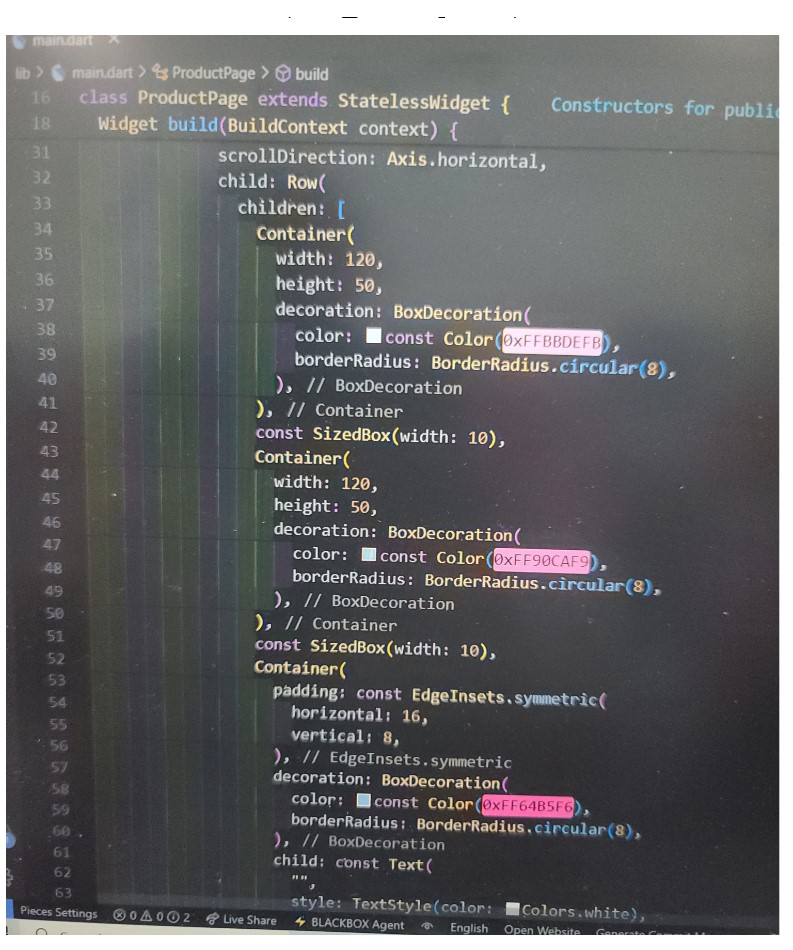 main.dart ×
lib > main.dart > ProductPage > build
16 class ProductPage extends StatelessWidget { Constructors for public
18 Widget build(BuildContext context) {
31 scrollDirection: Axis.horizontal,
32 child: Row(
33 children: [
34 Container(
35 width: 120,
36 height: 50,
37 decoration: BoxDecoration(
38 color: const Color(0xFFBBDEFB),
39 borderRadius: BorderRadius.circular(8),
40 ), // BoxDecoration
41 ), // Container
42 const SizedBox(width: 10),
43 Container(
44 width: 120,
45 height: 50,
46 decoration: BoxDecoration(
47 color: const Color(0xFF90CAF9),
48 borderRadius: BorderRadius.circular(8),
49 ), // BoxDecoration
50 ), // Container
51 const SizedBox(width: 10),
52 Container(
53 padding: const EdgeInsets.symmetric(
54 horizontal: 16,
55 vertical: 8,
56 ), // EdgeInsets.symmetric
57 decoration: BoxDecoration(
58 color: const Color(0xFF64B5F6),
59 borderRadius: BorderRadius.circular(8),
60 ), // BoxDecoration
61 child: const Text(
62 "",
63 style: TextStyle(color: Colors.white),
Pieces Settings 0 0 2 Live Share BLACKBOX Agent English Open Website